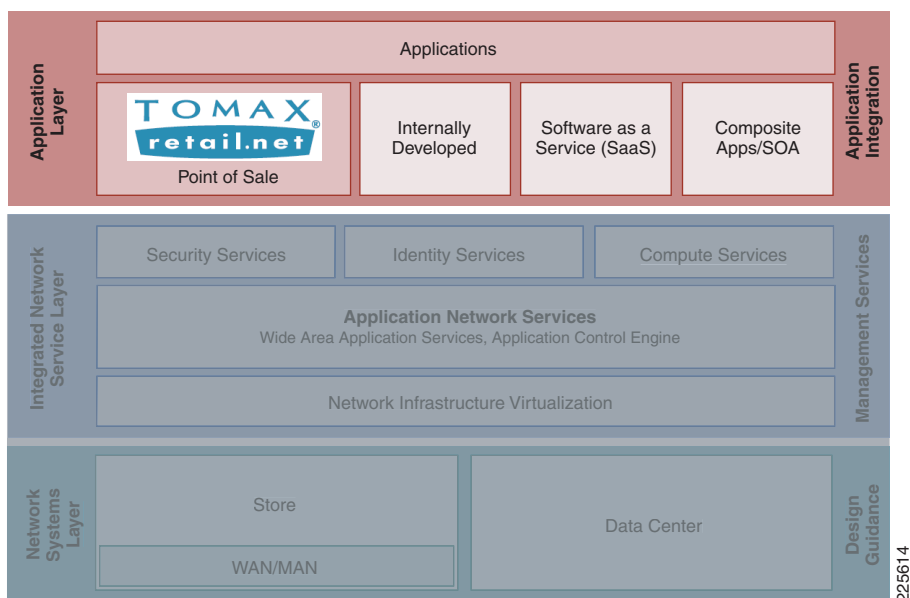 Application
Layer
Applications
TOMAX®
retail.net
Point of Sale
Internally
Developed
Software as a
Service (SaaS)
Composite
Apps/SOA
Application
Integration
Integrated Network
Service Layer
Security Services
Identity Services
Compute Services
Application Network Services
Wide Area Application Services, Application Control Engine
Network Infrastructure Virtualization
Management Services
Network
Systems
Layer
Store
WAN/MAN
Data Center
Design
Guidance
225614